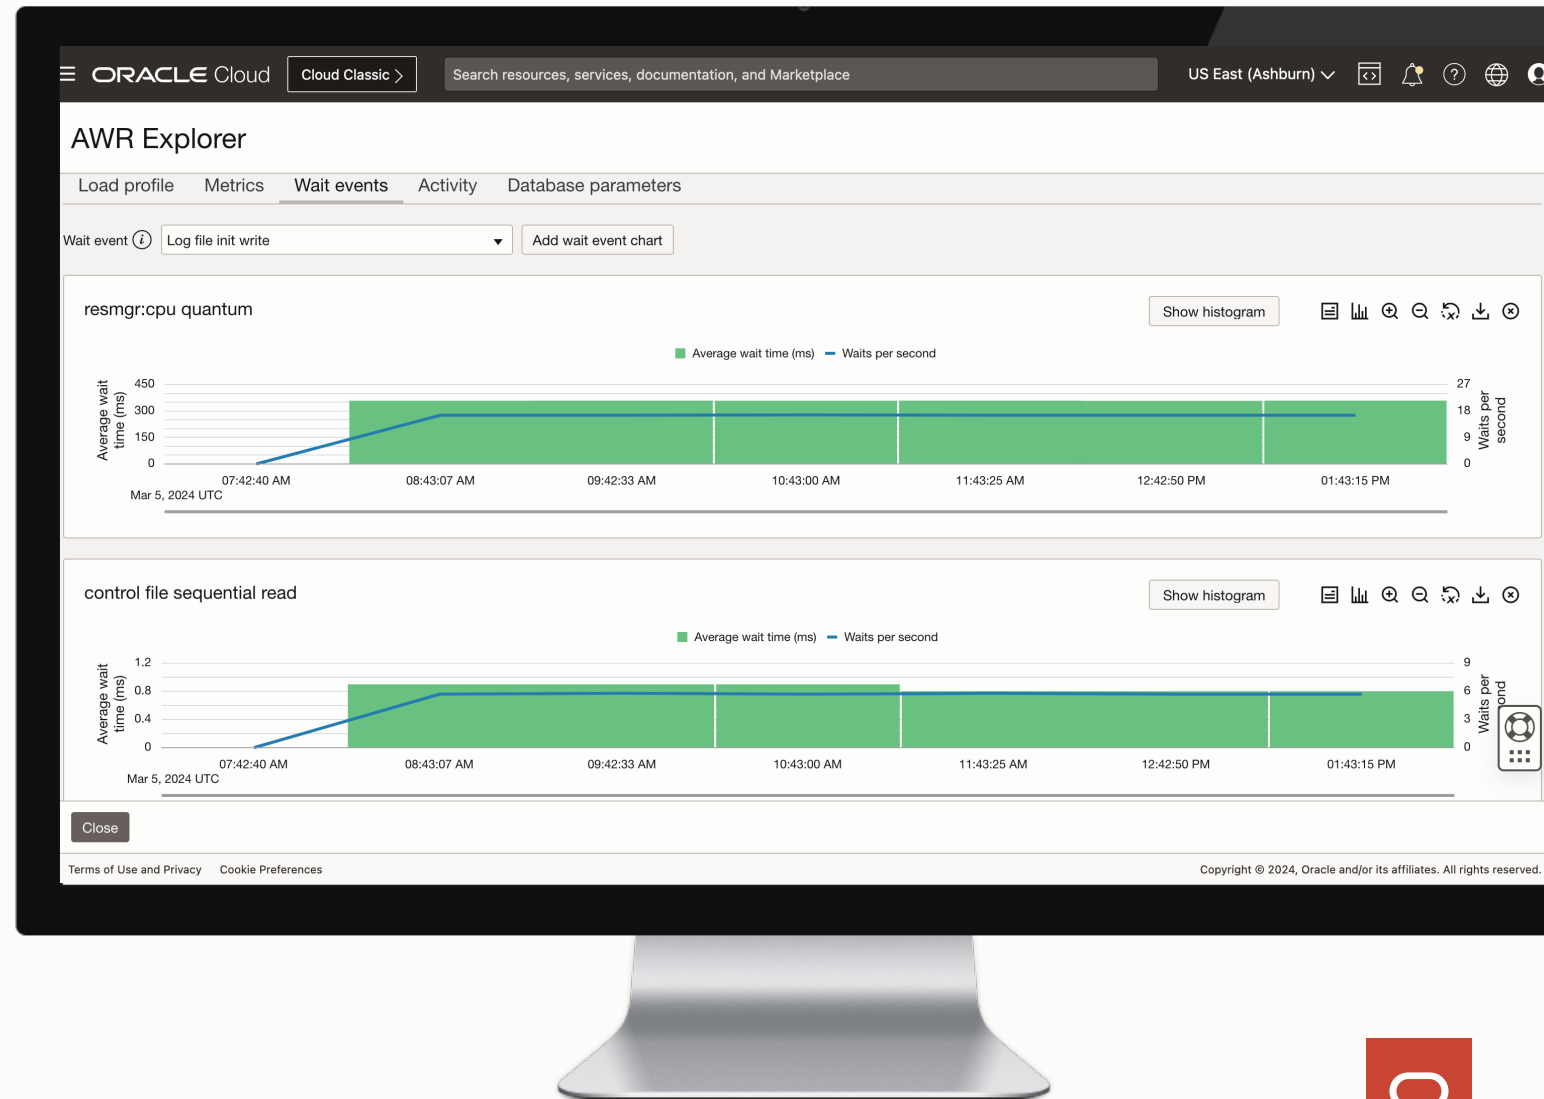 ORACLE Cloud Cloud Classic > Search resources, services, documentation, and Marketplace US East (Ashburn)
AWR Explorer
Load profile Metrics Wait events Activity Database parameters
Wait event i Log file init write Add wait event chart
resmgr:cpu quantum Show histogram
Average wait time (ms) Waits per second
Average wait
time (ms)
450
300
150
0
27
18
9
0
Waits per
second
07:42:40 AM 08:43:07 AM 09:42:33 AM 10:43:00 AM 11:43:25 AM 12:42:50 PM 01:43:15 PM
Mar 5, 2024 UTC
control file sequential read Show histogram
Average wait time (ms) Waits per second
Average wait
time (ms)
1.2
0.8
0.4
0
9
6
3
0
Waits per
ond
07:42:40 AM 08:43:07 AM 09:42:33 AM 10:43:00 AM 11:43:25 AM 12:42:50 PM 01:43:15 PM
Mar 5, 2024 UTC
Close
Terms of Use and Privacy Cookie Preferences Copyright © 2024, Oracle and/or its affiliates. All rights reserved.